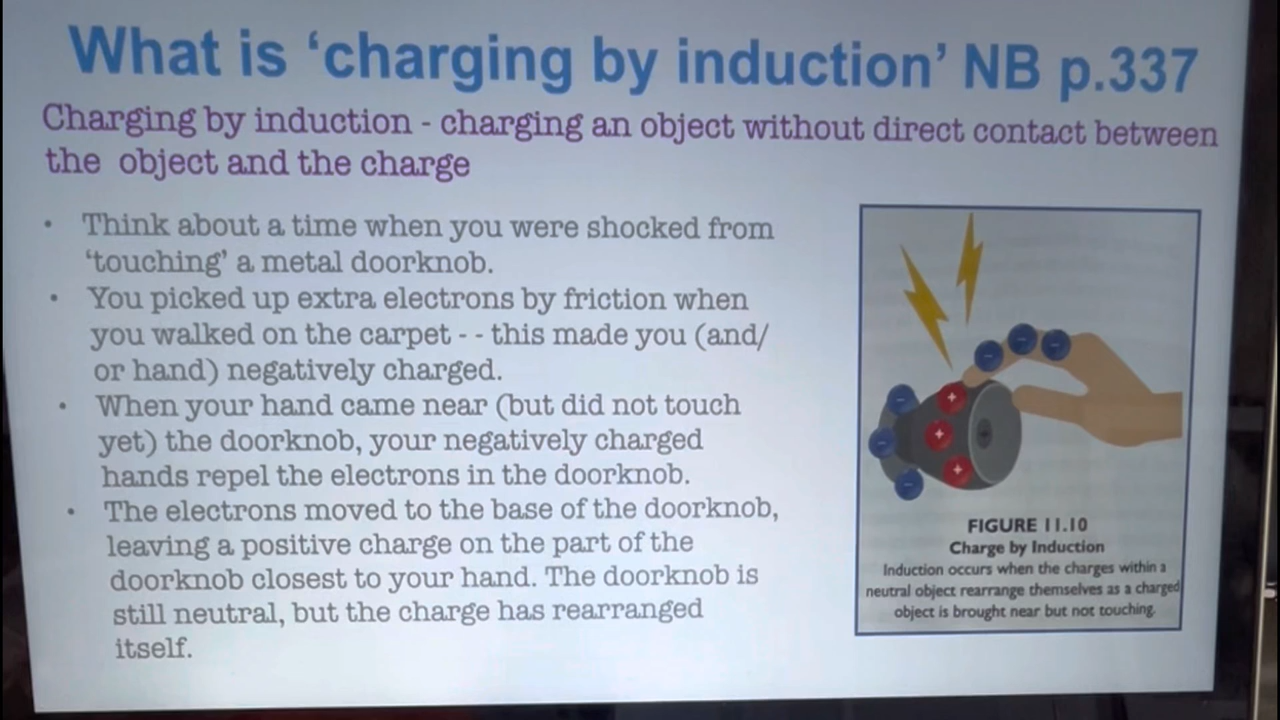 What is ‘charging by induction’ NB p.337
Charging by induction - charging an object without direct contact between
the object and the charge
• Think about a time when you were shocked from
‘touching’ a metal doorknob.
• You picked up extra electrons by friction when
you walked on the carpet - - this made you (and/
or hand) negatively charged.
• When your hand came near (but did not touch
yet) the doorknob, your negatively charged
hands repel the electrons in the doorknob.
• The electrons moved to the base of the doorknob,
leaving a positive charge on the part of the
doorknob closest to your hand. The doorknob is
still neutral, but the charge has rearranged
itself.
- - -
- + 
- +
- +
FIGURE 11.10
Charge by Induction
Induction occurs when the charges within a
neutral object rearrange themselves as a charged
object is brought near but not touching.